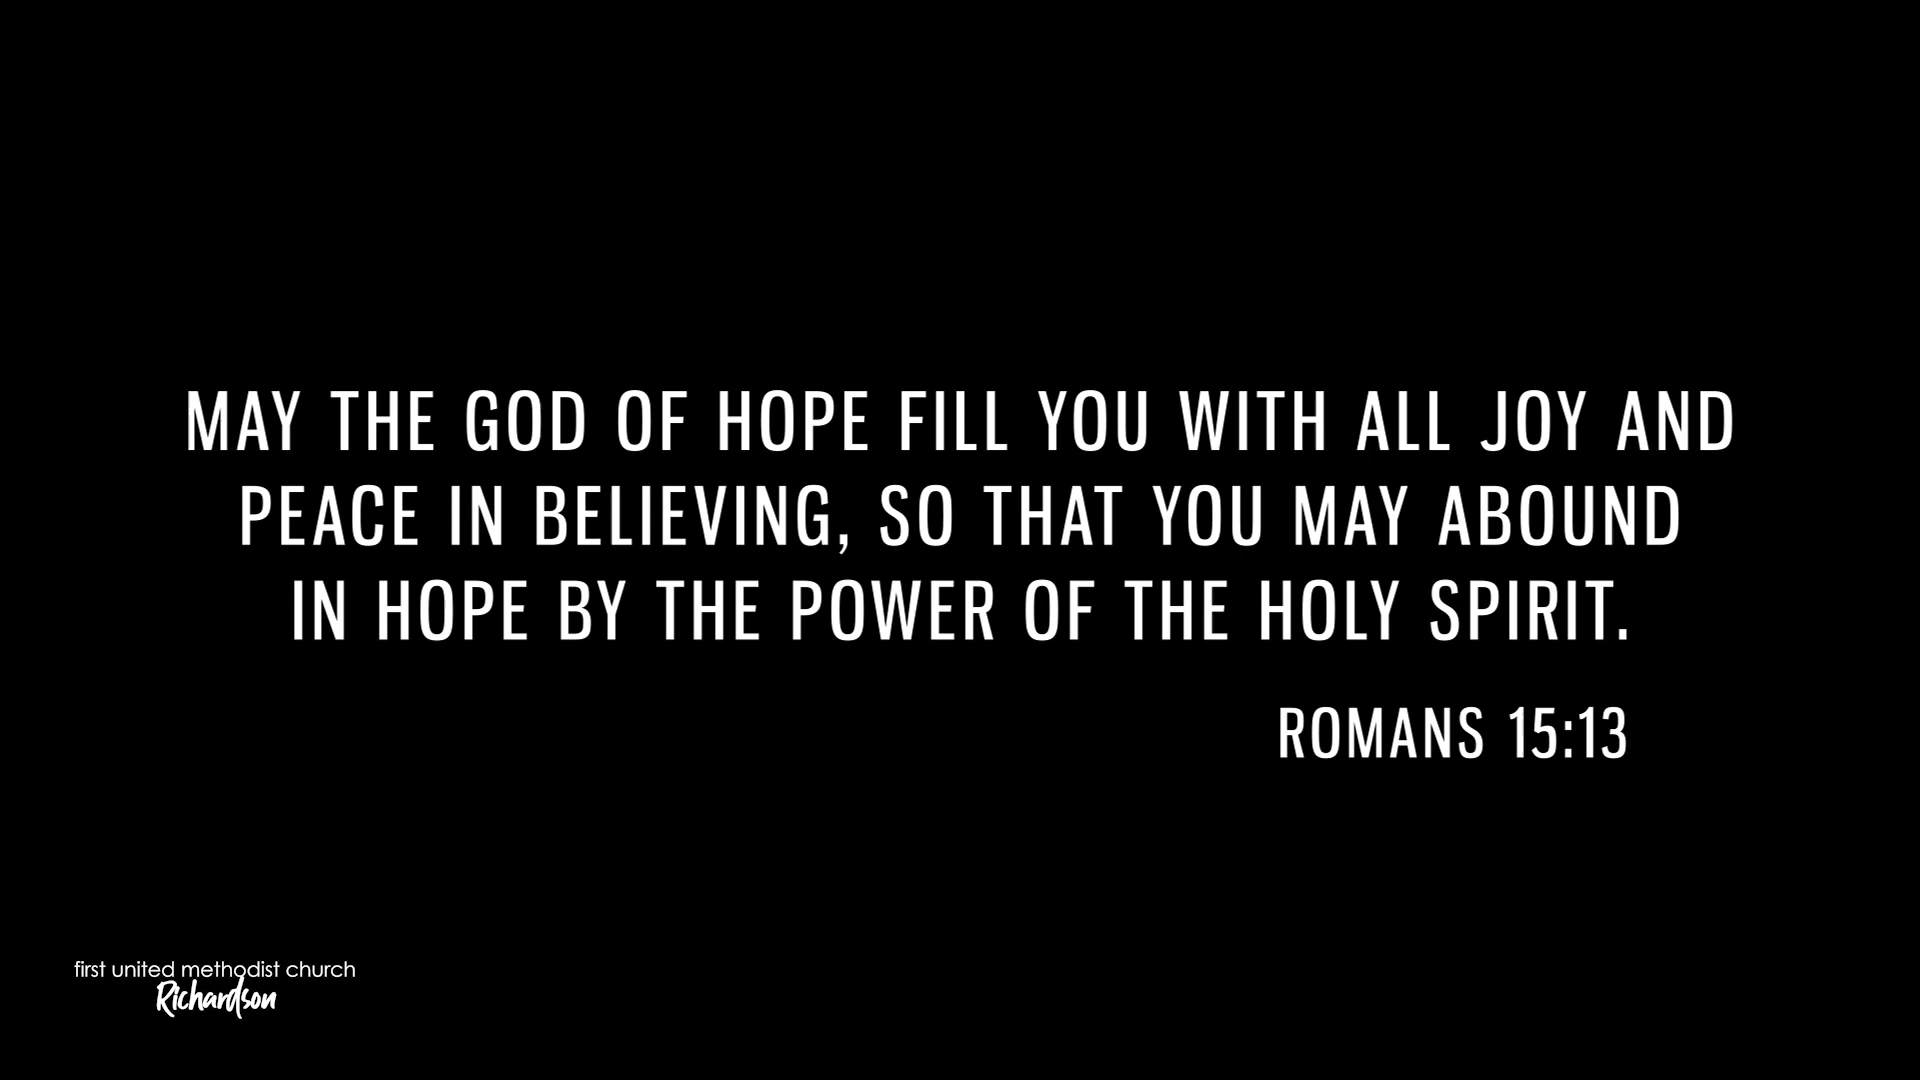 MAY THE GOD OF HOPE FILL YOU WITH ALL JOY AND
PEACE IN BELIEVING, SO THAT YOU MAY ABOUND
IN HOPE BY THE POWER OF THE HOLY SPIRIT.
ROMANS 15:13
first united methodist church
Richardson